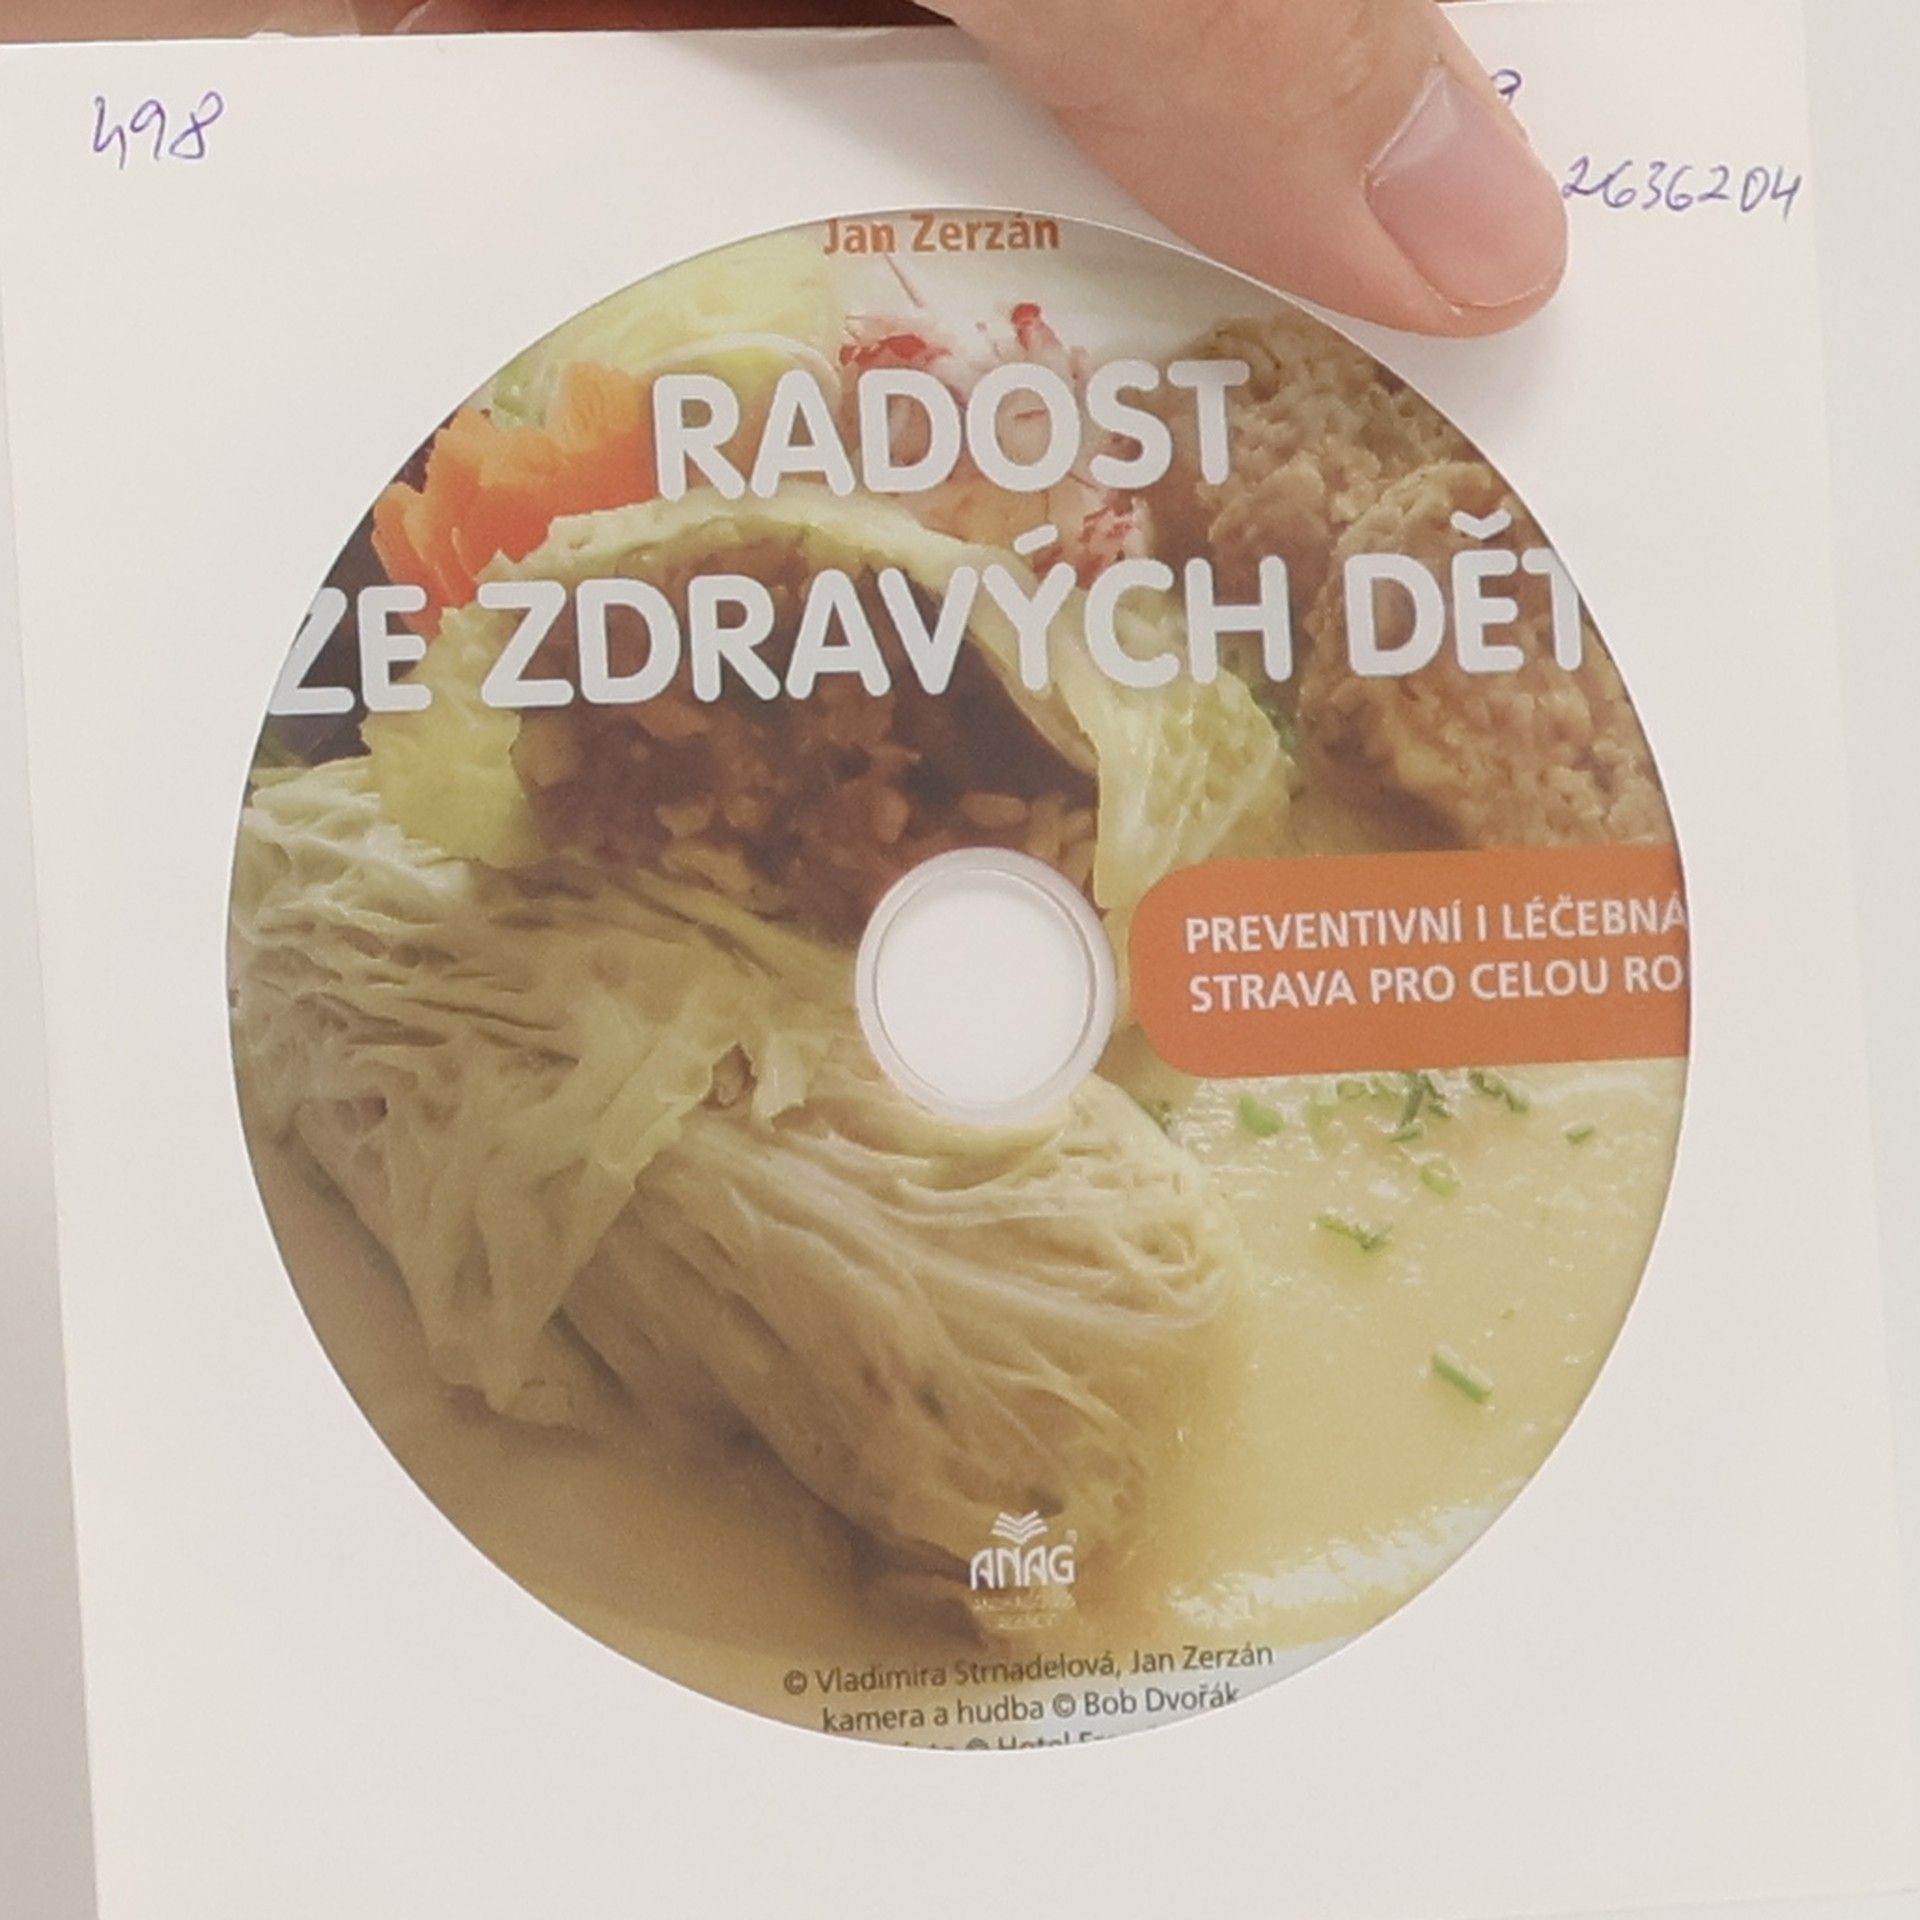 498
2636204
Jan Zerzán
RADOST
ZE ZDRAVÝCH DĚT
PREVENTIVNÍ I LÉČEBNÁ
STRAVA PRO CELOU RO
ANAG
© Vladimíra Strnadelová, Jan Zerzán
kamera a hudba © Bob Dvořák
© Hotel